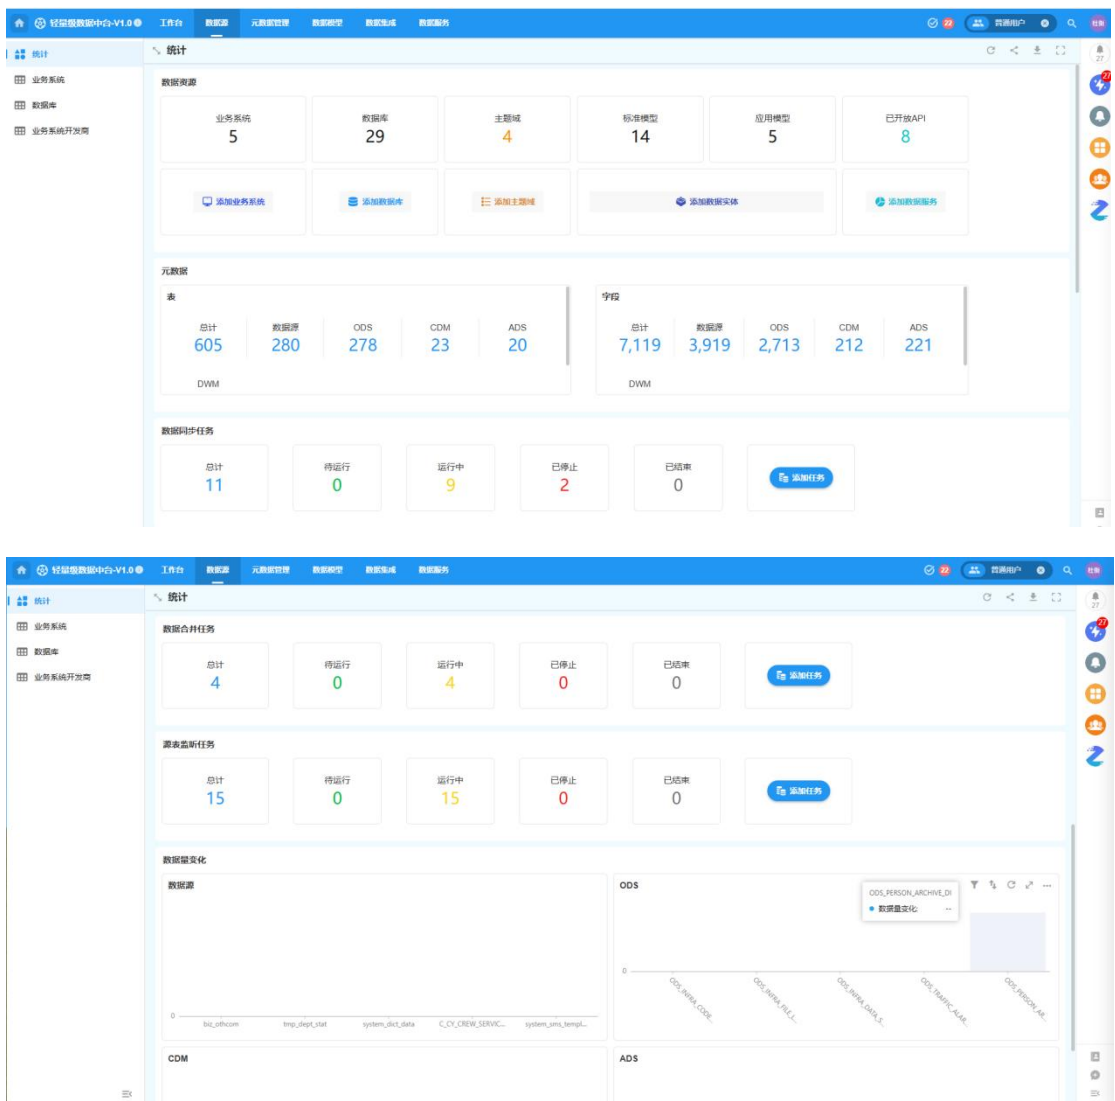 轻量级数据中台-V1.0 工作台 数据源 元数据管理 数据模型 数据集成 数据服务 22 普通用户
统计
业务系统
数据库
业务系统开发商
统计
27
27
数据资源
业务系统 数据库 主题域 标准模型 应用模型 已开放API
5 29 4 14 5 8
添加业务系统 添加数据库 添加主题域 添加数据实体 添加数据服务
元数据
表 字段
总计 数据源 ODS CDM ADS 总计 数据源 ODS CDM ADS
605 280 278 23 20 7,119 3,919 2,713 212 221
DWM DWM
数据同步任务
总计 待运行 运行中 已停止 已结束
11 0 9 2 0
添加任务
轻量级数据中台-V1.0 工作台 数据源 元数据管理 数据模型 数据集成 数据服务 22 普通用户
统计
业务系统
数据库
业务系统开发商
统计
27
27
数据合并任务
总计 待运行 运行中 已停止 已结束
4 0 4 0 0
添加任务
源表监听任务
总计 待运行 运行中 已停止 已结束
15 0 15 0 0
添加任务
数据量变化
数据源 ODS
ODS_PERSON_ARCHIVE_DI
数据量变化 --
0
biz_othcom tmp_dept_stat system_dict_data C_CY_CREW_SERVIC... system_sms_templ...
0
ODS_INFRA_CODE... ODS_INFRA_FILE_L... ODS_INFRA_DATA_S... ODS_TRAFFIC_ALAR... ODS_PERSON_AR...
CDM ADS